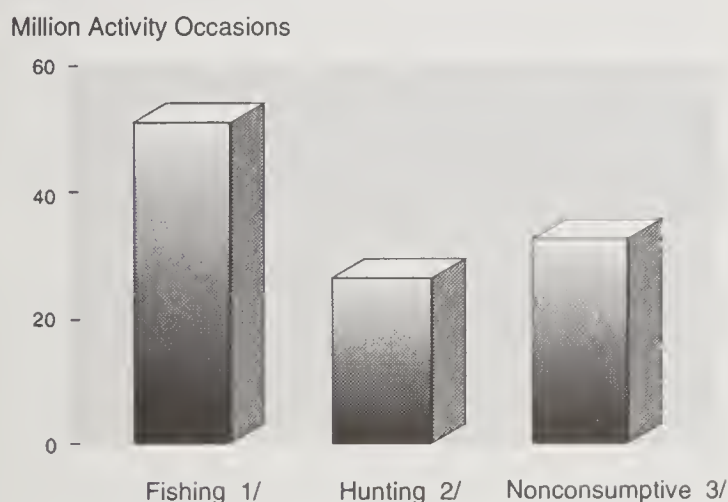 Million Activity Occasions
60
40
20
0
Fishing 1/
Hunting 2/
Nonconsumptive 3/